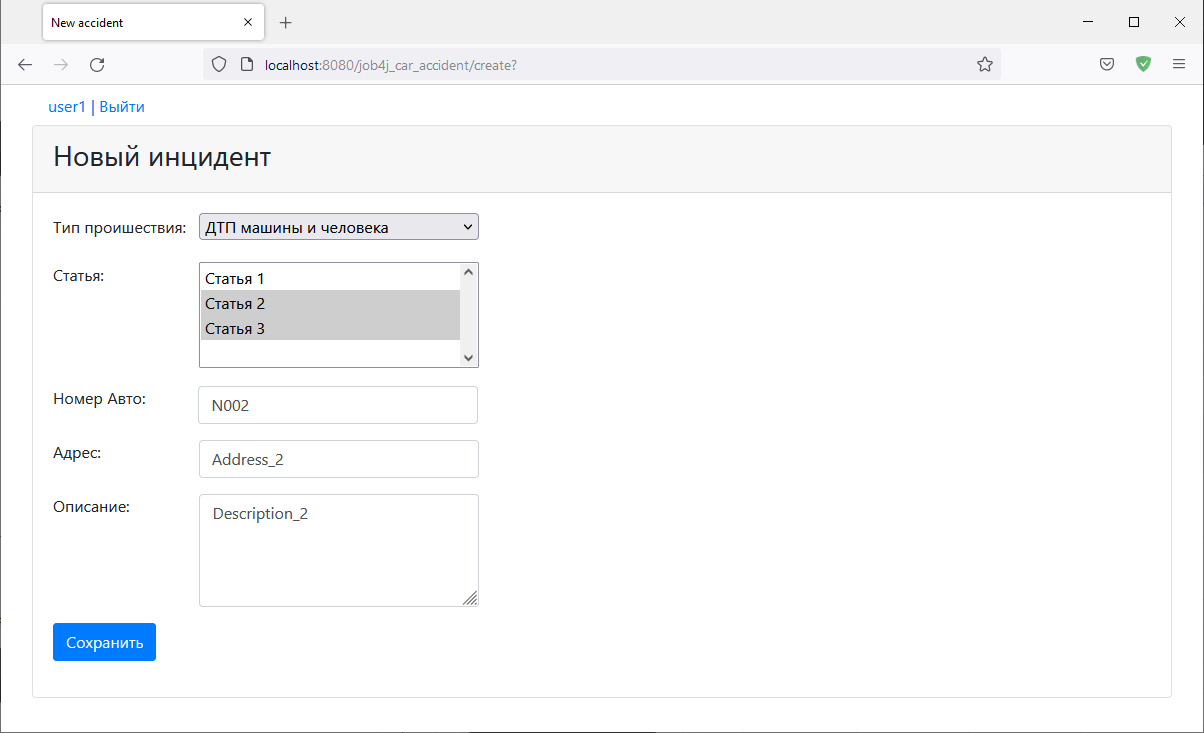 New accident
localhost:8080/job4j_car_accident/create?
user1 | Выйти
Новый инцидент
Тип проишествия: ДТП машины и человека
Статья: Статья 1
Статья 2
Статья 3
Номер Авто: N002
Адрес: Address_2
Описание: Description_2
Сохранить